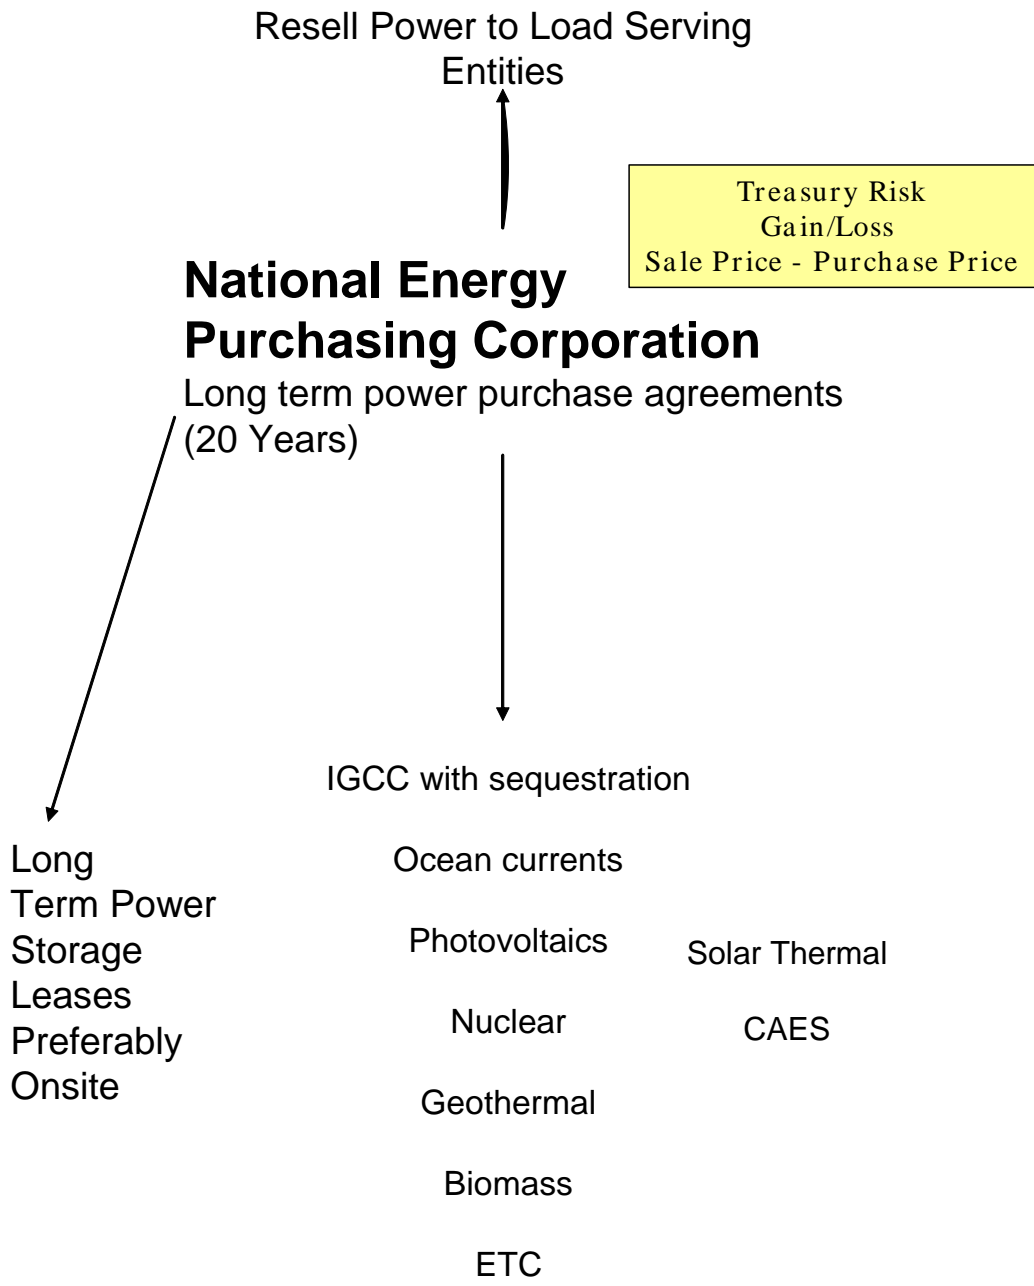 Resell Power to Load Serving
Entities
Treasury Risk
Gain/Loss
Sale Price - Purchase Price
National Energy
Purchasing Corporation
Long term power purchase agreements
(20 Years)
IGCC with sequestration
Long
Term Power
Storage
Leases
Preferably
Onsite
Ocean currents
Photovoltaics
Nuclear
Geothermal
Biomass
ETC
Solar Thermal
CAES